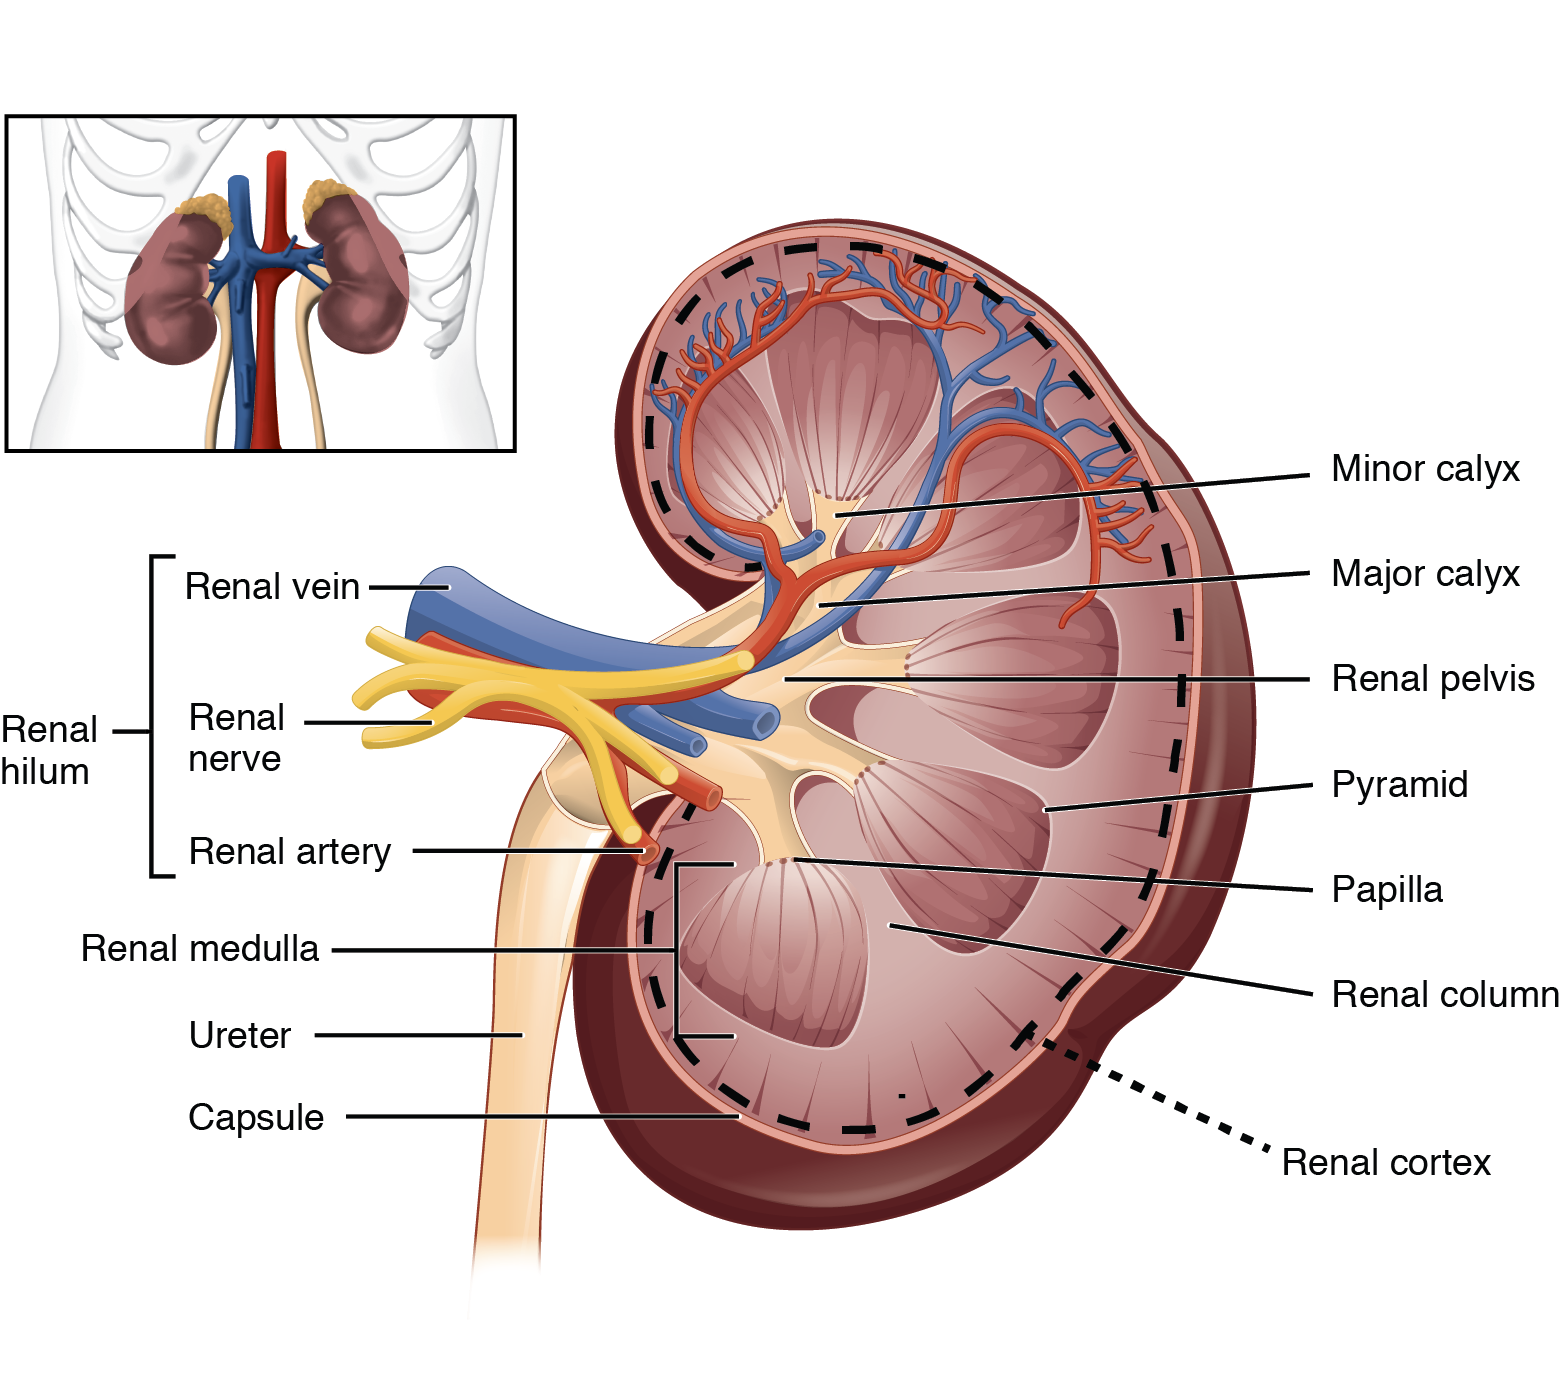 Minor calyx
Major calyx
Renal pelvis
Pyramid
Papilla
Renal column
Renal cortex
Renal
hilum
Renal vein
Renal
nerve
Renal artery
Renal medulla
Ureter
Capsule